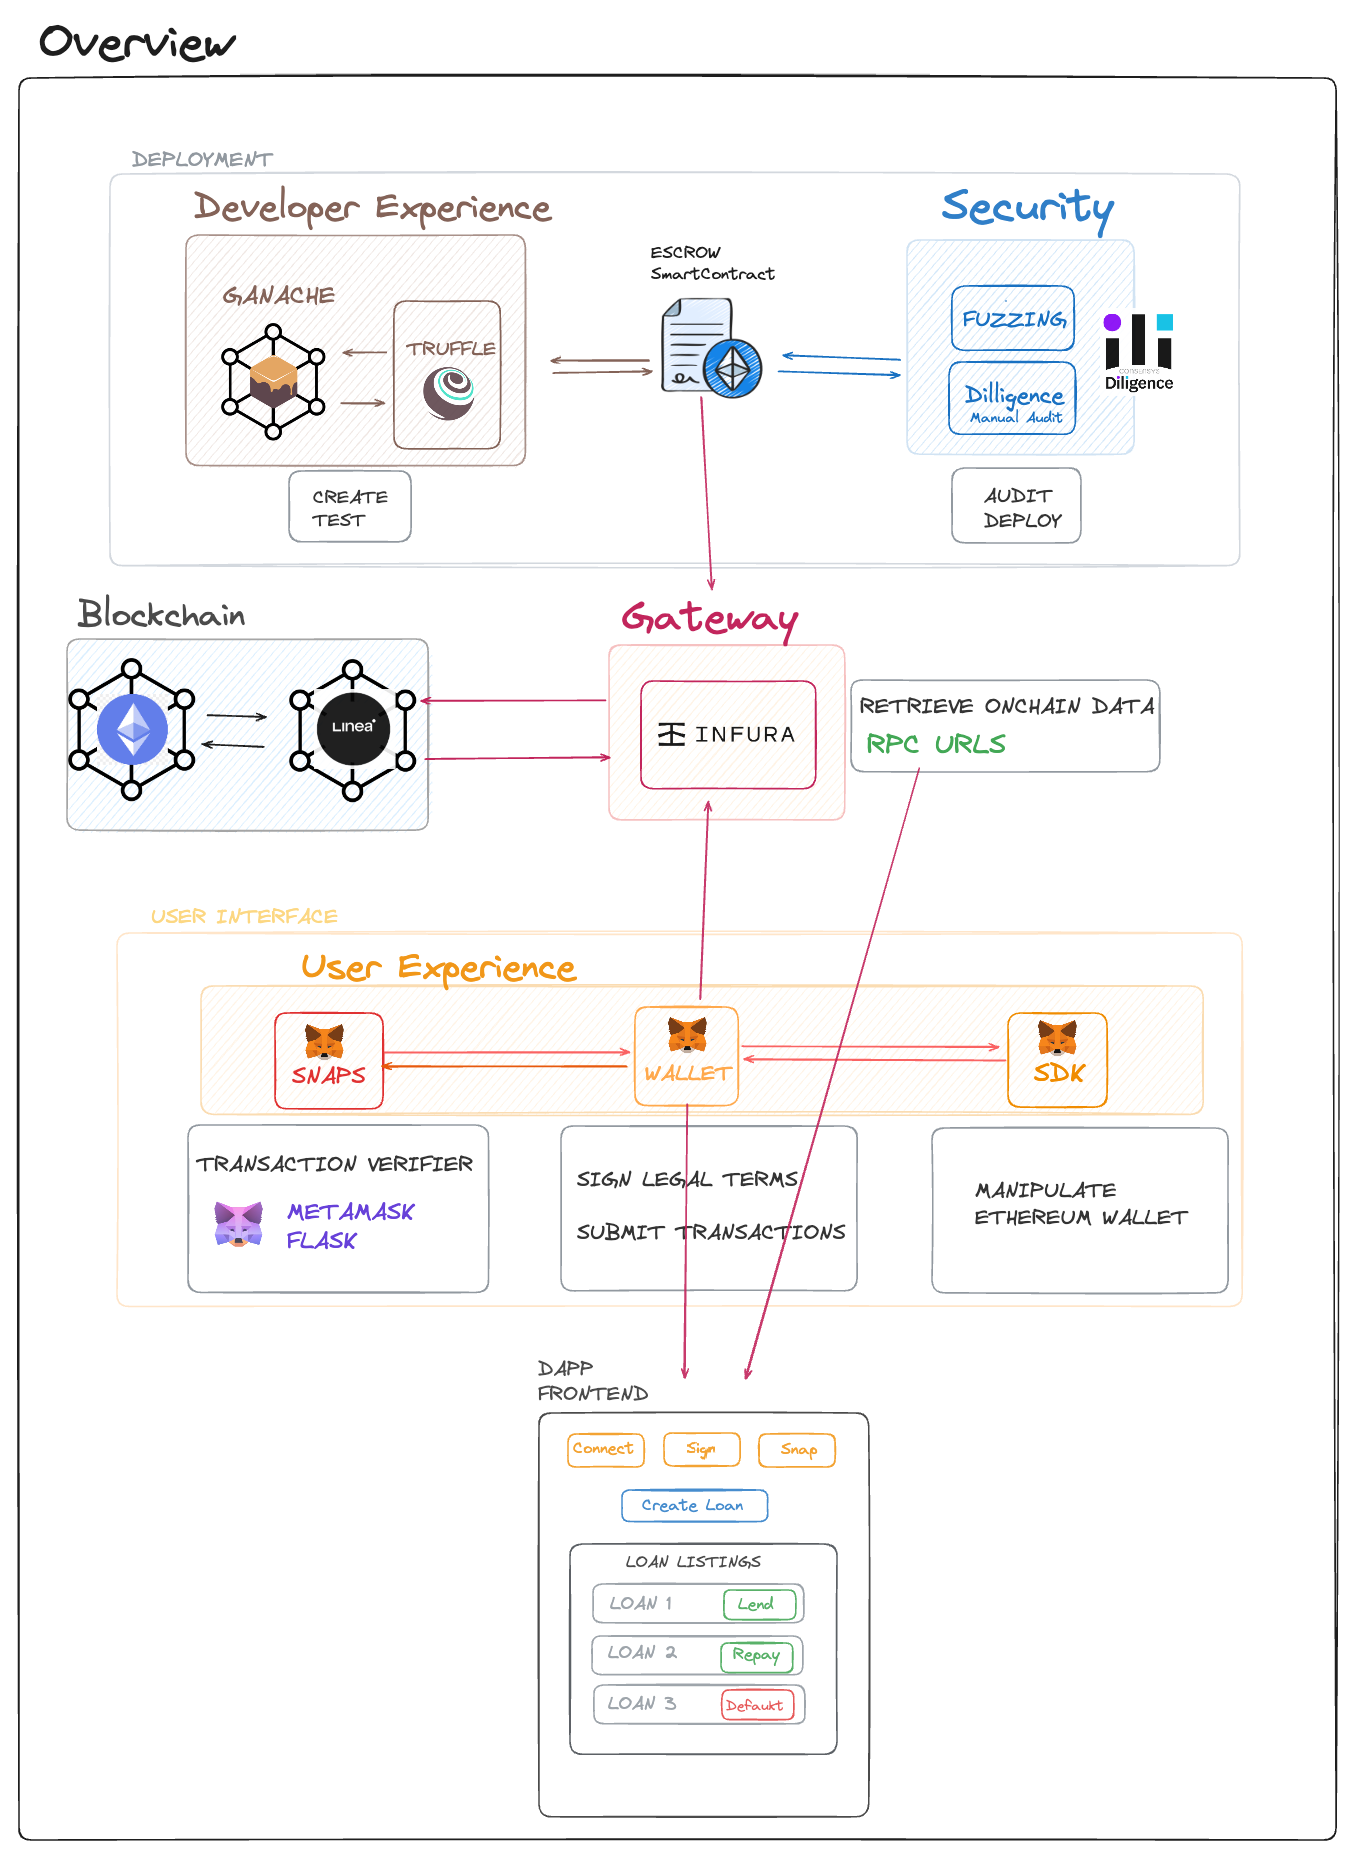 Overview
DEPLOYMENT
Developer Experience
Security
ESCROW
SmartContract
GANACHE
TRUFFLE
FUZZING
Dilligence
Manual Audit
CONSENSYS
Diligence
CREATE
TEST
AUDIT
DEPLOY
Blockchain
Gateway
Linea
INFURA
RETRIEVE ONCHAIN DATA
RPC URLS
USER INTERFACE
User Experience
SNAPS
WALLET
SDK
TRANSACTION VERIFIER
METAMASK
FLASK
SIGN LEGAL TERMS
SUBMIT TRANSACTIONS
MANIPULATE
ETHEREUM WALLET
DAPP
FRONTEND
Connect
Sign
Snap
Create Loan
LOAN LISTINGS
LOAN 1 Lend
LOAN 2 Repay
LOAN 3 Defaukt